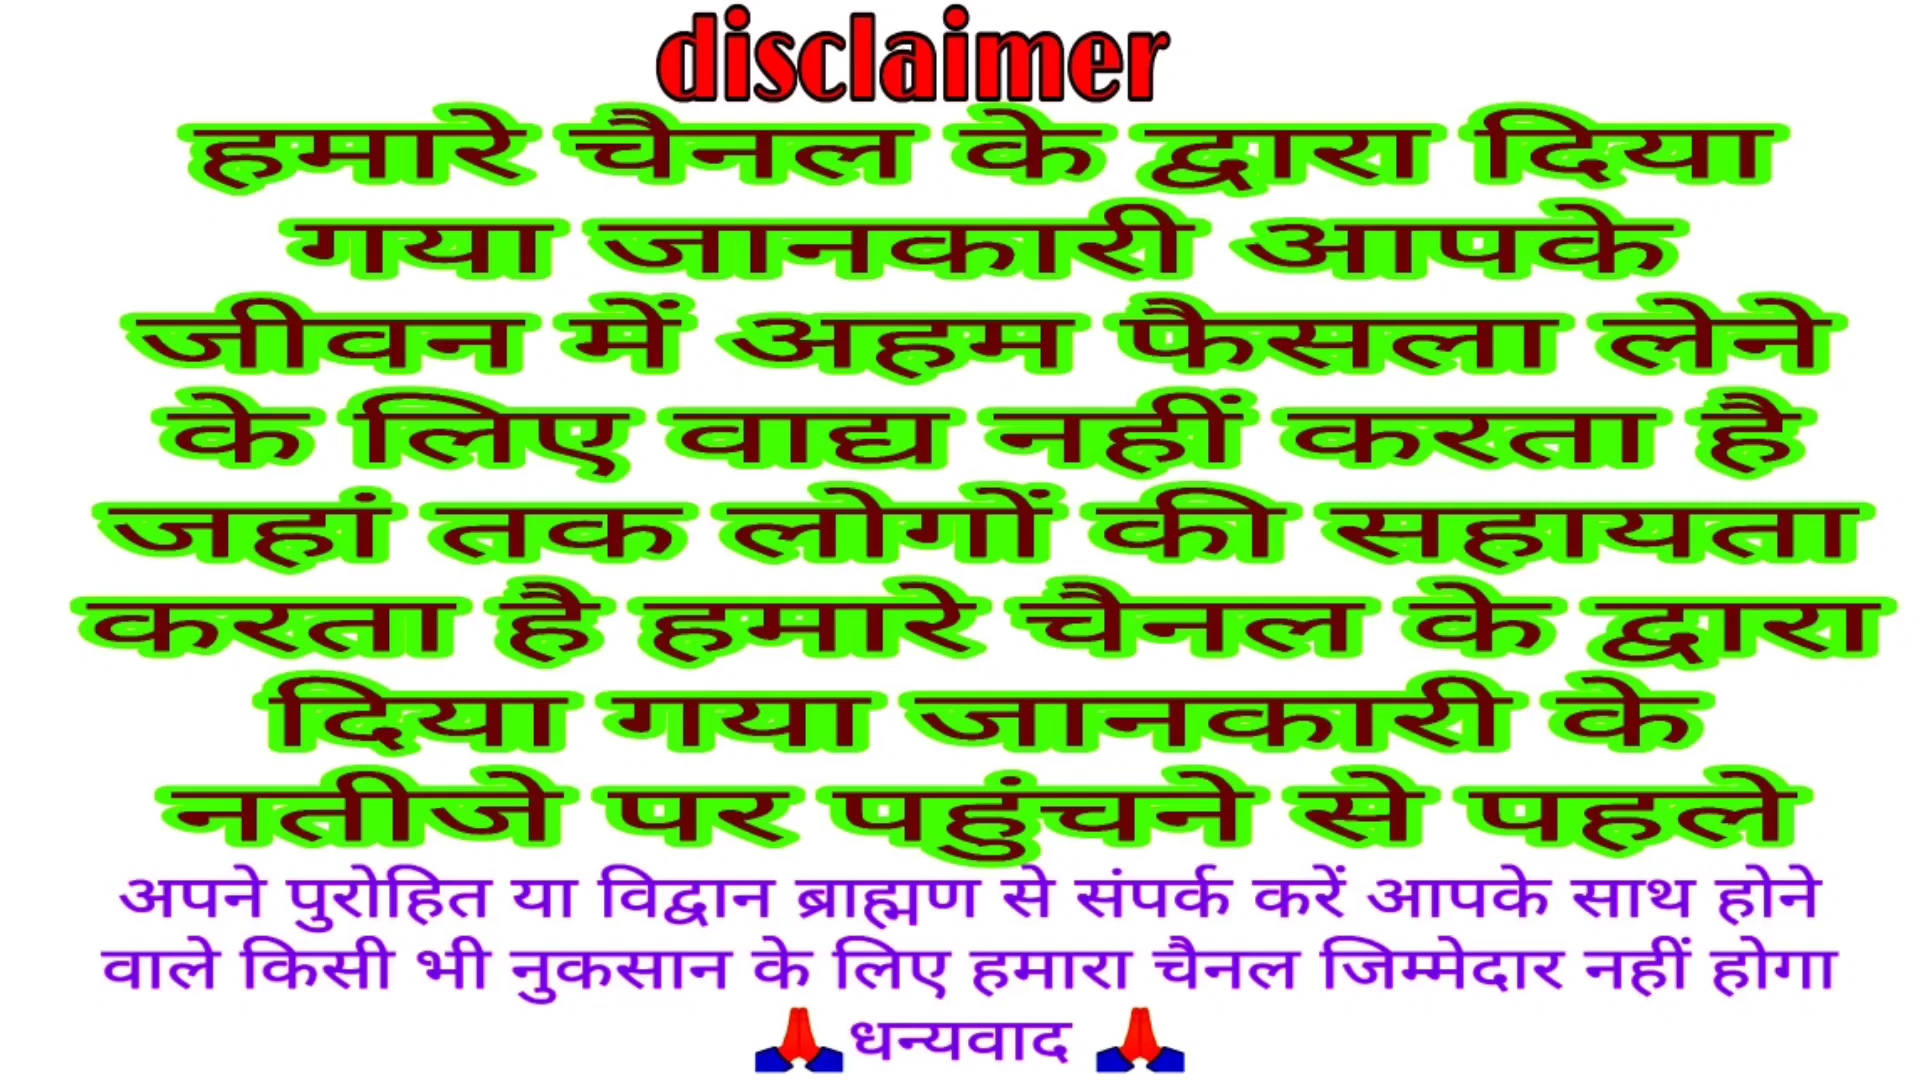 disclaimer
हमारे चैनल के द्वारा दिया
गया जानकारी आपके
जीवन में अहम फैसला लेने
के लिए वाद्य नहीं करता है
जहां तक लोगों की सहायता
करता है हमारे चैनल के द्वारा
दिया गया जानकारी के
नतीजे पर पहुंचने से पहले
अपने पुरोहित या विद्वान ब्राह्मण से संपर्क करें आपके साथ होने
वाले किसी भी नुकसान के लिए हमारा चैनल जिम्मेदार नहीं होगा
🙏धन्यवाद 🙏